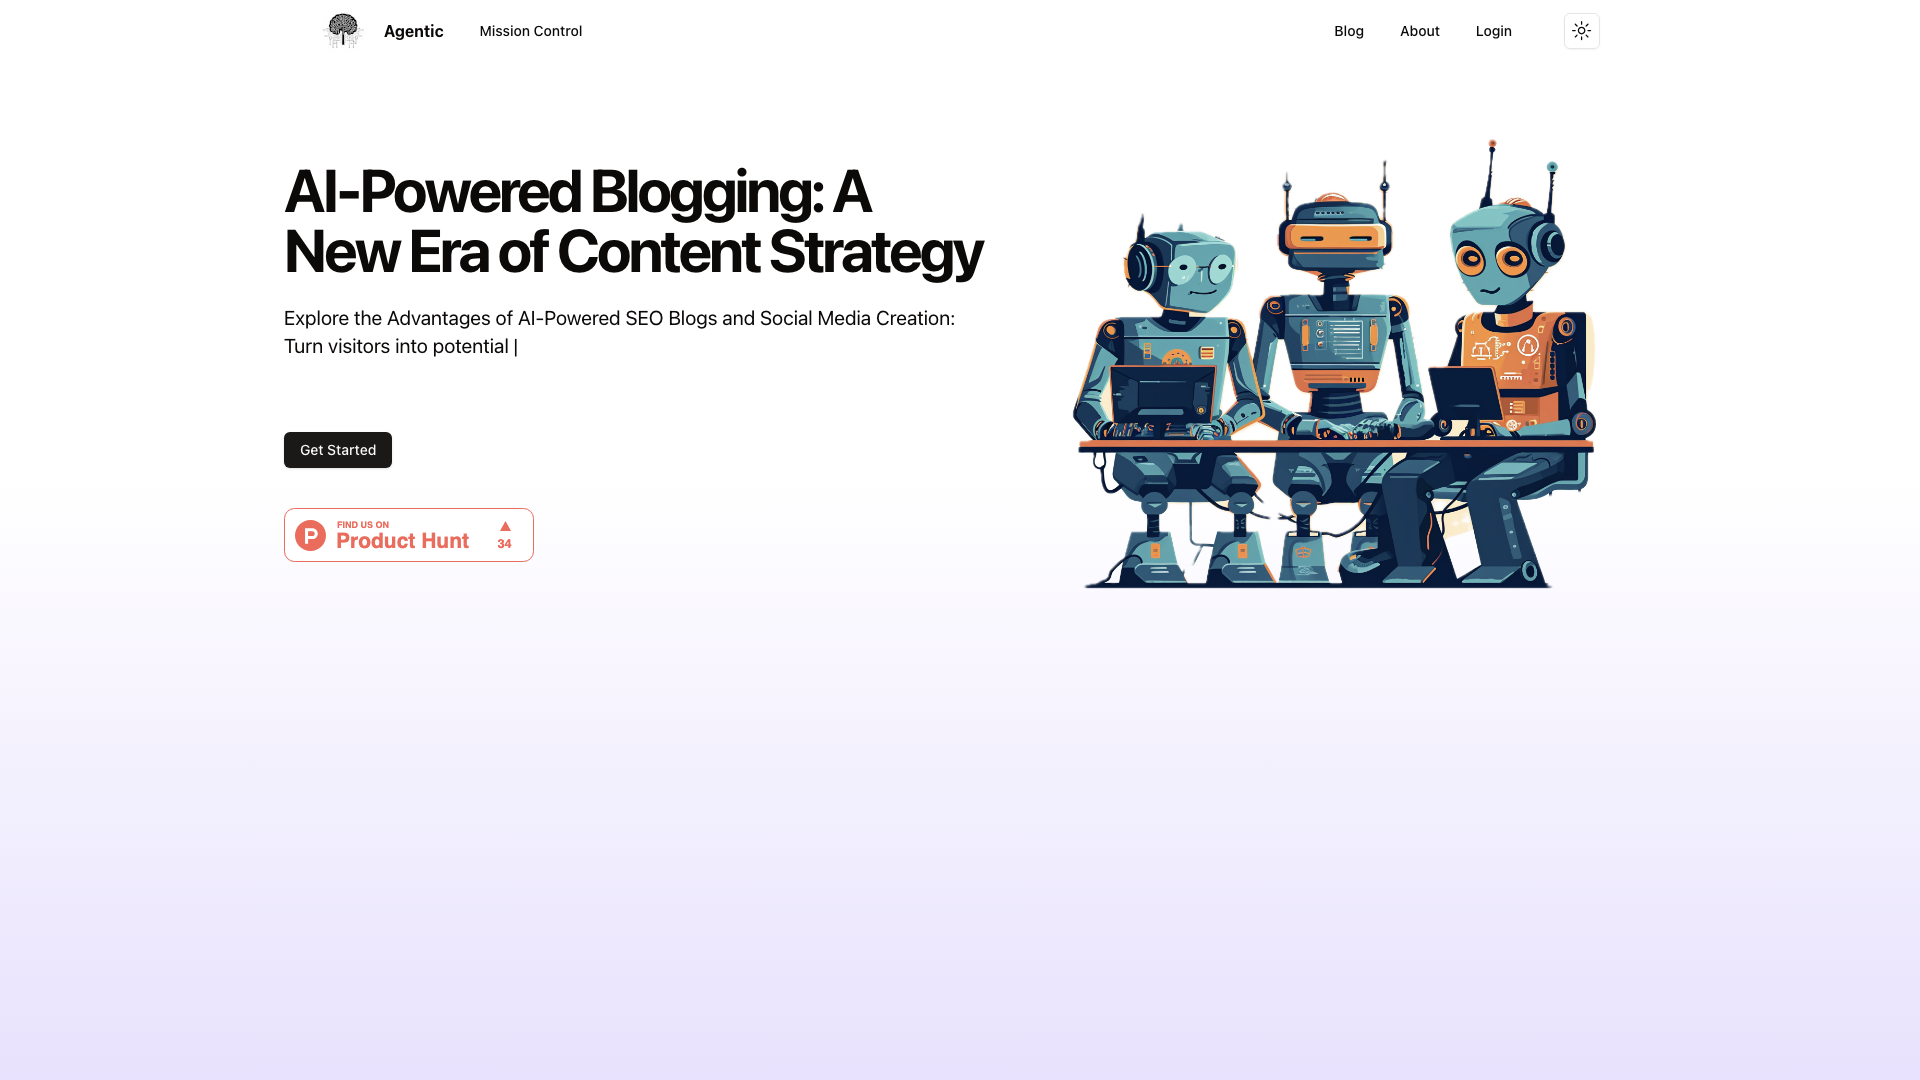 Agentic
Mission Control
Blog
About
Login
AI-Powered Blogging: A
New Era of Content Strategy
Explore the Advantages of AI-Powered SEO Blogs and Social Media Creation:
Turn visitors into potential |
Get Started
P
FIND US ON
Product Hunt
▲
34